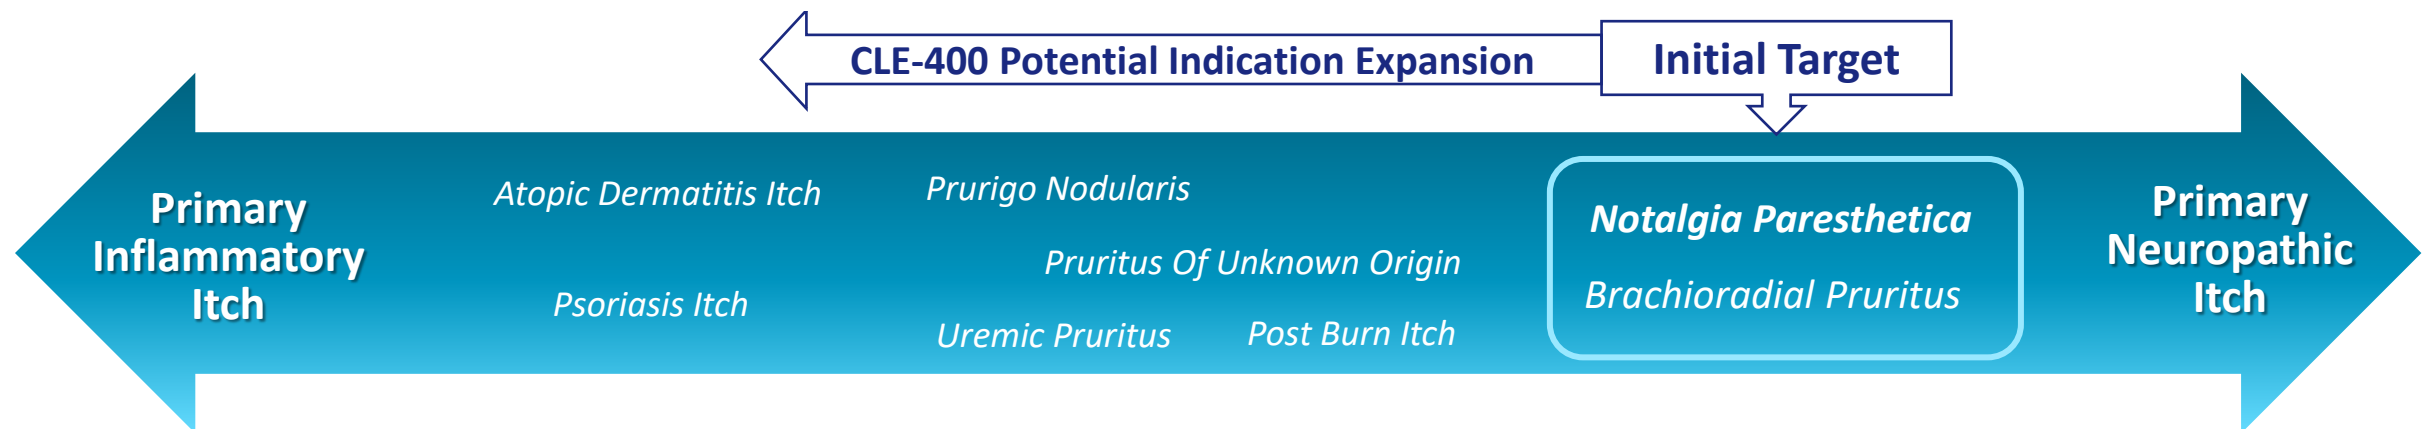 CLE-400 Potential Indication Expansion
Initial Target
Primary
Inflammatory
Itch
Atopic Dermatitis Itch
Psoriasis Itch
Prurigo Nodularis
Pruritus Of Unknown Origin
Uremic Pruritus
Post Burn Itch
Notalgia Paresthetica
Brachioradial Pruritus
Primary
Neuropathic
Itch